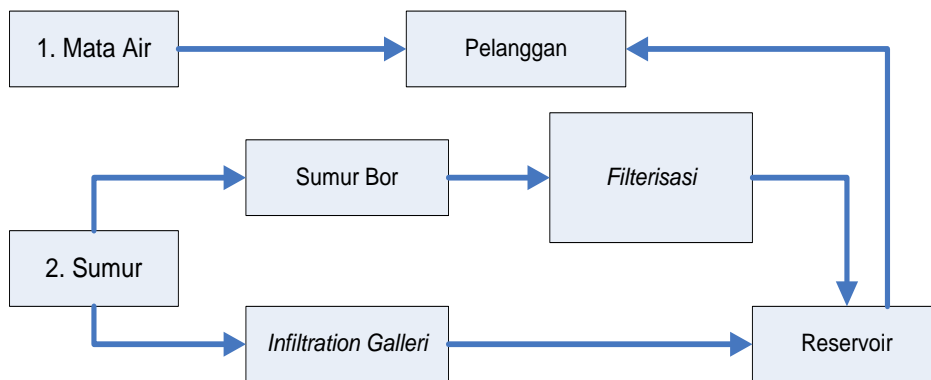 1. Mata Air
Pelanggan
Sumur Bor
Filterisasi
2. Sumur
Infiltration Galleri
Reservoir